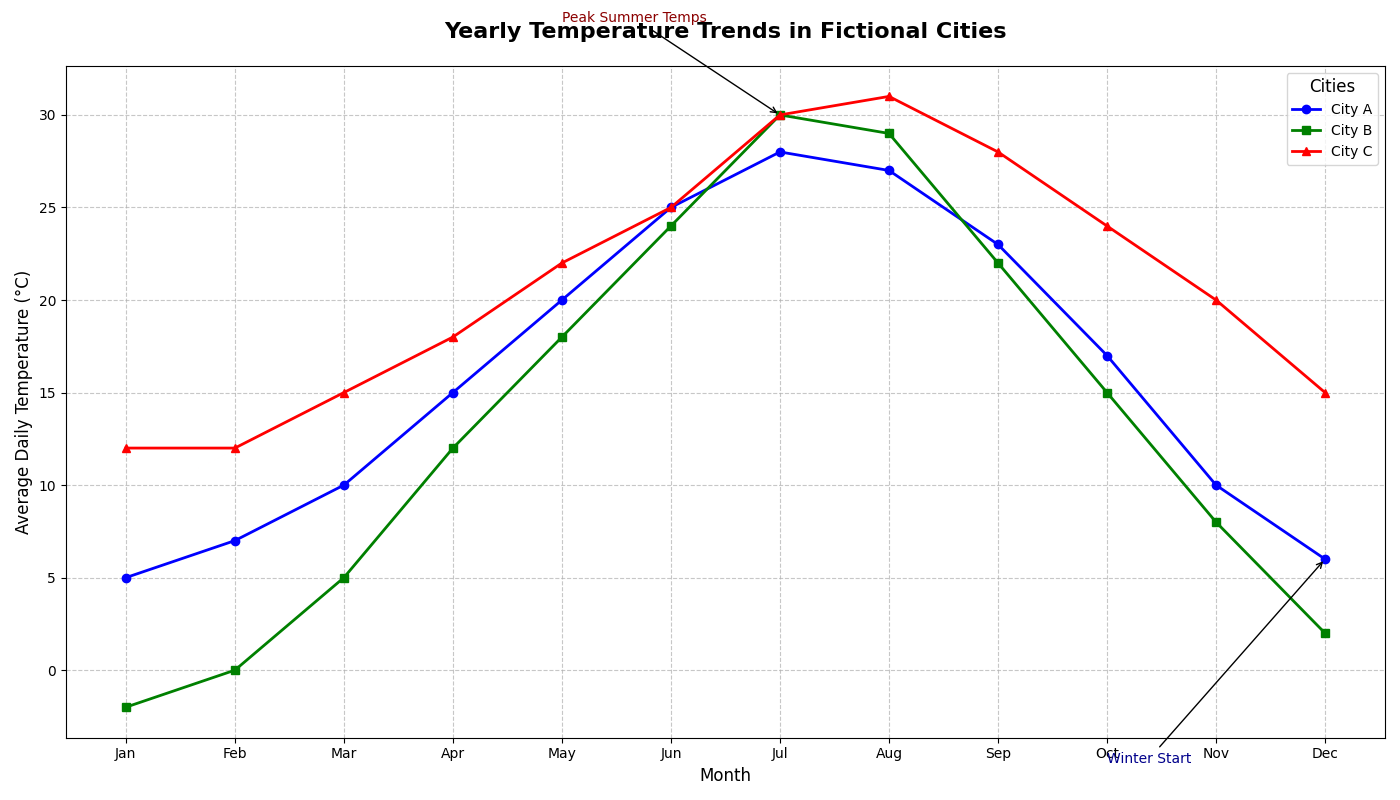 Peak Summer Temps
Yearly Temperature Trends in Fictional Cities
Cities
City A
City B
City C
30
25
20
15
10
5
0
Average Daily Temperature (°C)
Jan Feb Mar Apr May Jun Jul Aug Sep Oct Nov Dec
Winter Start
Month